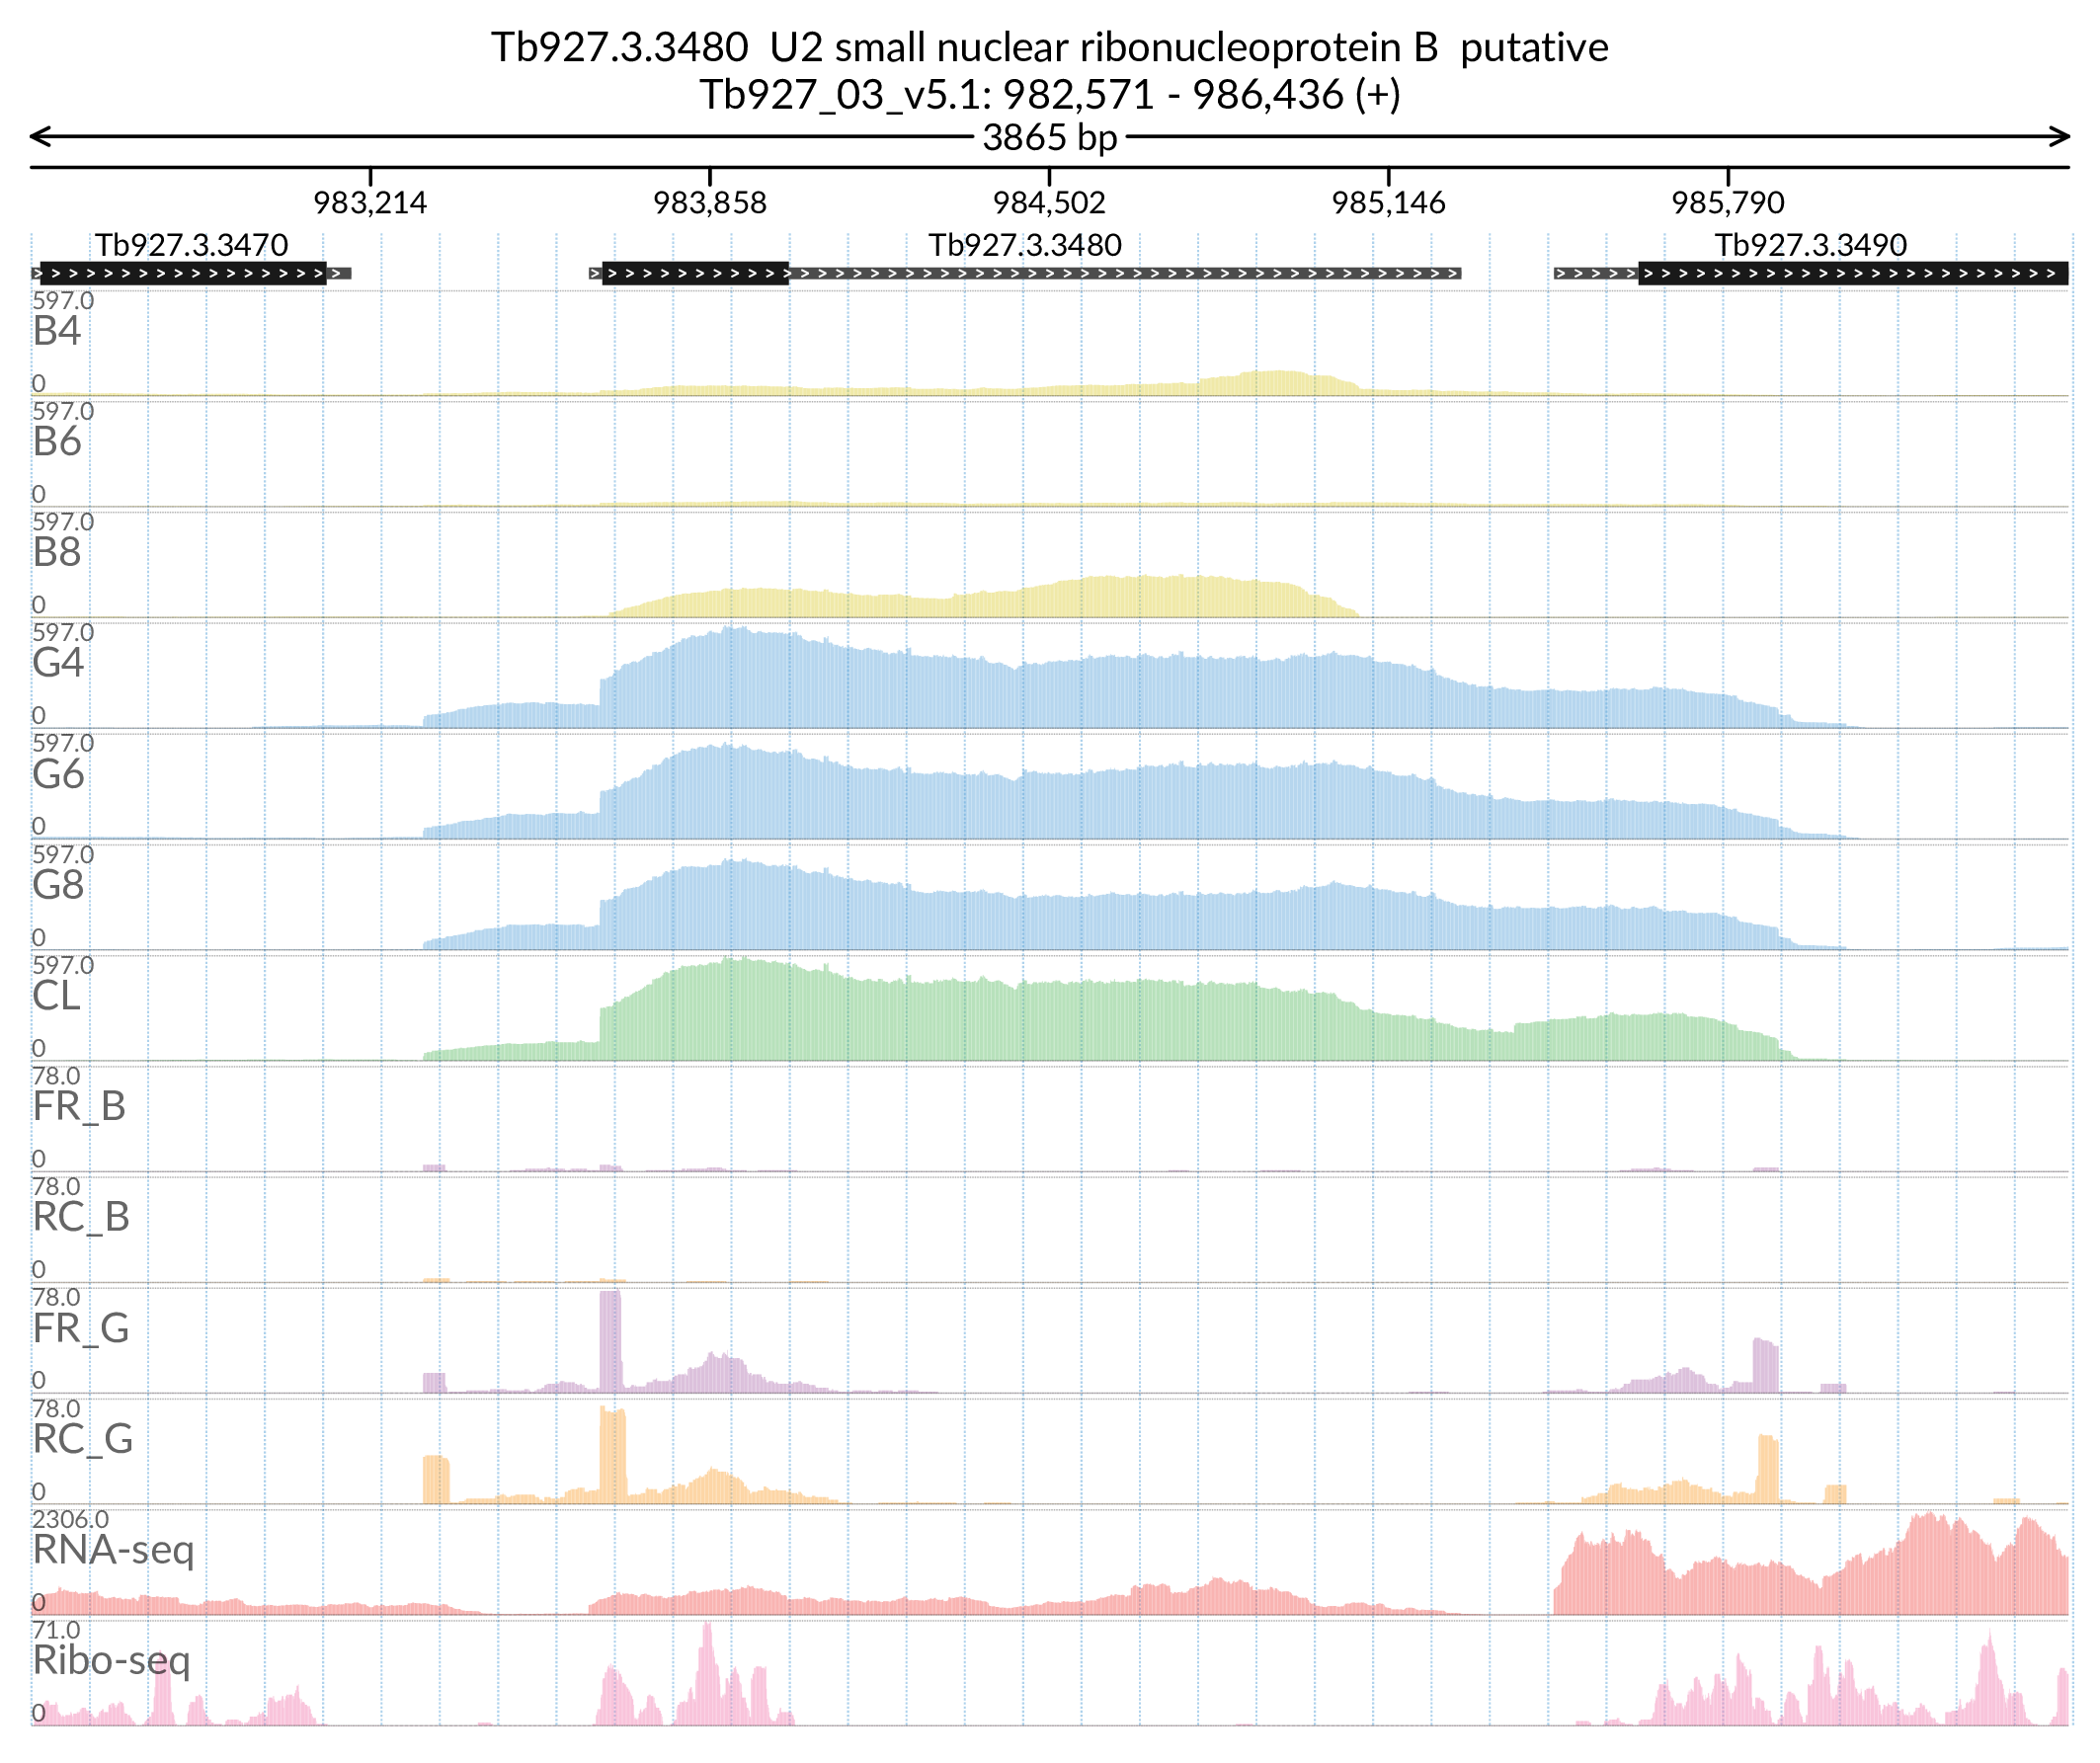 Tb927.3.3480 U2 small nuclear ribonucleoprotein B putative
Tb927_03_v5.1: 982,571 - 986,436 (+)
3865 bp
983,214 983,858 984,502 985,146 985,790
Tb927.3.3470 Tb927.3.3480 Tb927.3.3490
597.0
B4
0
597.0
B6
0
597.0
B8
0
597.0
G4
0
597.0
G6
0
597.0
G8
0
597.0
CL
0
78.0
FR_B
0
78.0
RC_B
0
78.0
FR_G
0
78.0
RC_G
0
2306.0
RNA-seq
0
71.0
Ribo-seq
0